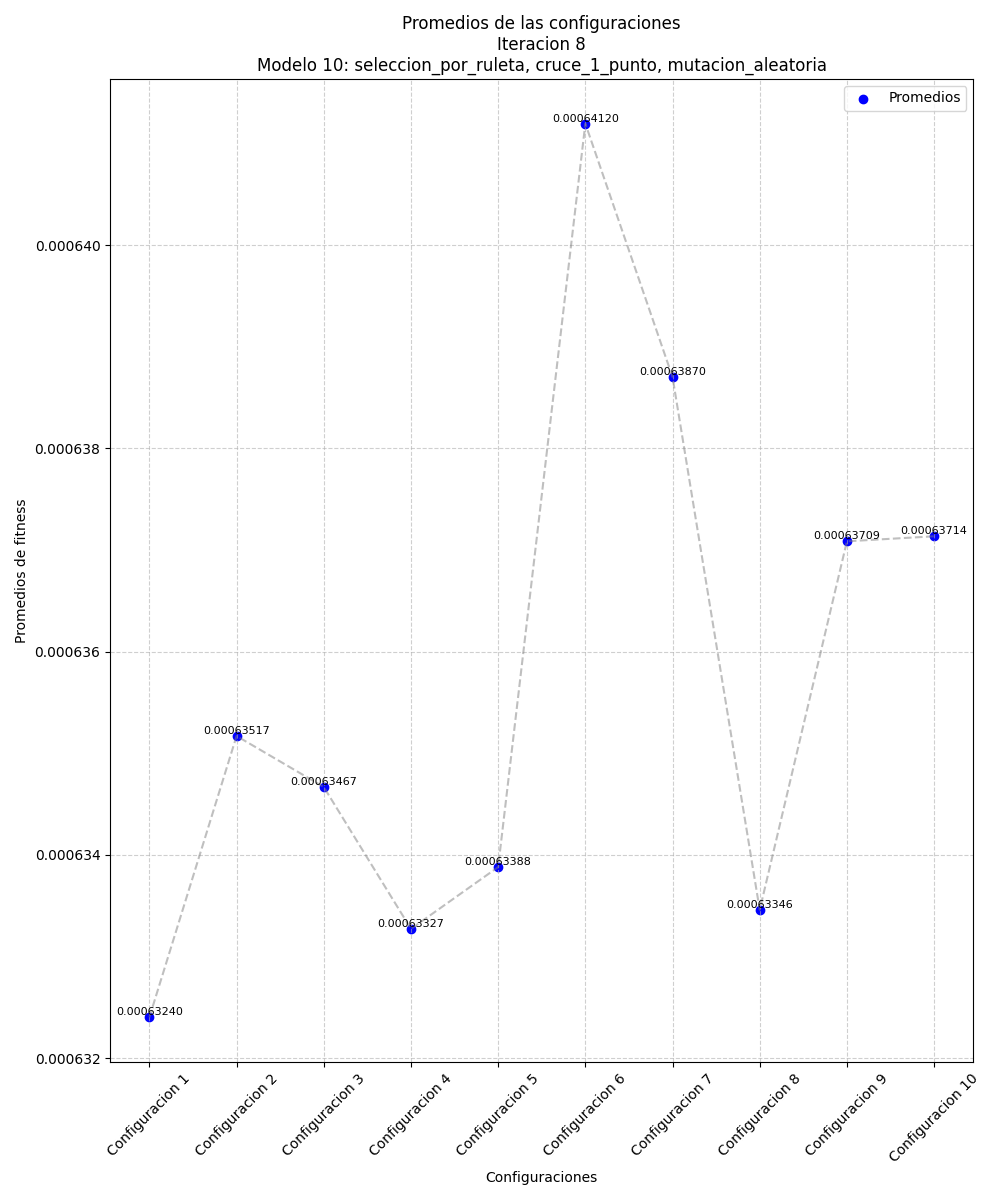 Promedios de las configuraciones
Iteracion 8
Modelo 10: seleccion_por_ruleta, cruce_1_punto, mutacion_aleatoria
Promedios
0.00064120
0.000640
0.00063870
0.000638
0.00063709
0.00063714
Promedios de fitness
0.000636
0.00063517
0.00063467
0.000634
0.00063388
0.00063327
0.00063346
0.00063240
0.000632
Configuracion 1
Configuracion 2
Configuracion 3
Configuracion 4
Configuracion 5
Configuracion 6
Configuracion 7
Configuracion 8
Configuracion 9
Configuracion 10
Configuraciones